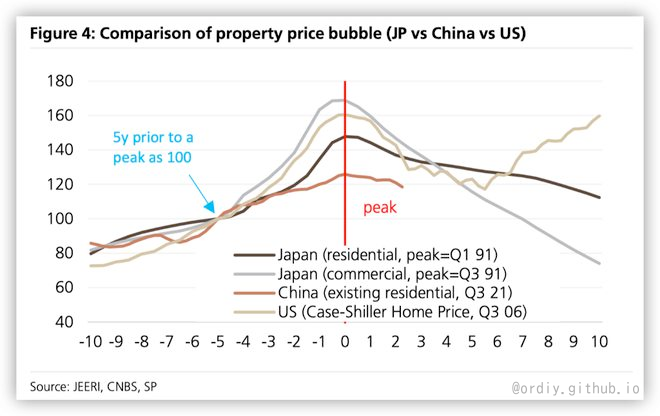 Figure 4: Comparison of property price bubble (JP vs China vs US)
180
160
140
120
100
80
60
40
5y prior to a
peak as 100
peak
Japan (residential, peak=Q1 91)
Japan (commercial, peak=Q3 91)
China (existing residential, Q3 21)
US (Case-Shiller Home Price, Q3 06)
-10 -9 -8 -7 -6 -5 -4 -3 -2 -1 0 1 2 3 4 5 6 7 8 9 10
Source: JEERI, CNBS, SP
@ordiy.github.io